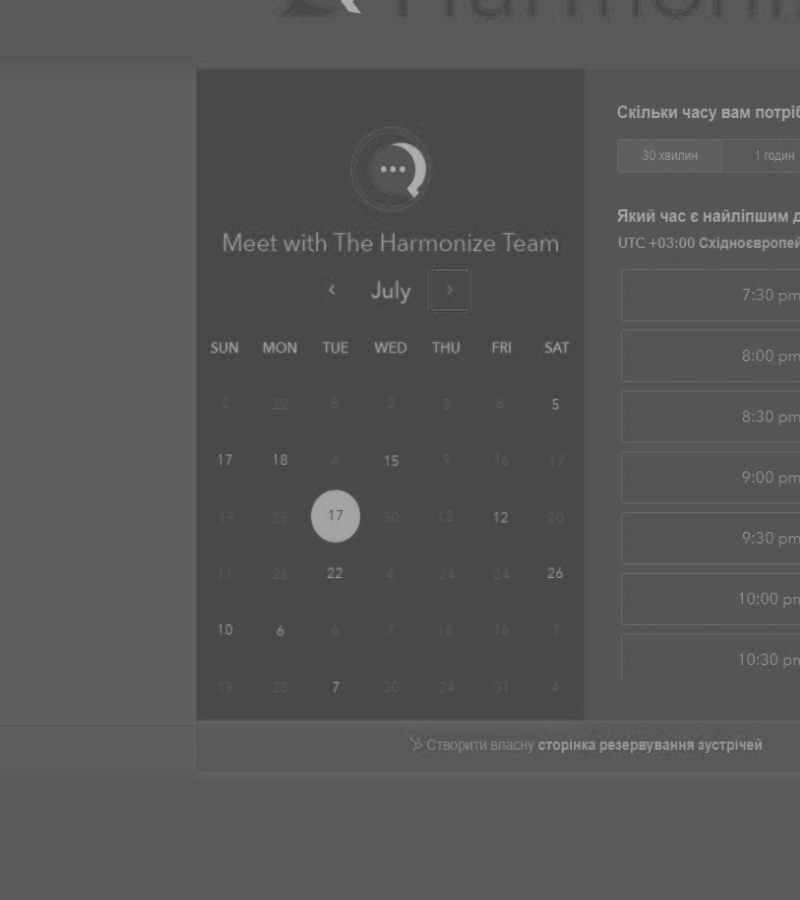 Harmoniz
Скільки часу вам потріб
30 хвилин 1 годин
Який час є найліпшим д
UTC +03:00 Східноєвропей
7:30 pm
8:00 pm
8:30 pm
9:00 pm
9:30 pm
10:00 pm
10:30 pm
Meet with The Harmonize Team
‹ July ›
SUN MON TUE WED THU FRI SAT
2 22 5 2 3 6 5
17 18 4 15 9 16 17
17 25 17 30 12 12 20
11 26 22 4 24 24 26
10 6 6 7 18 16 7
19 28 7 30 24 31 4
Створити власну сторінка резервування зустрічей